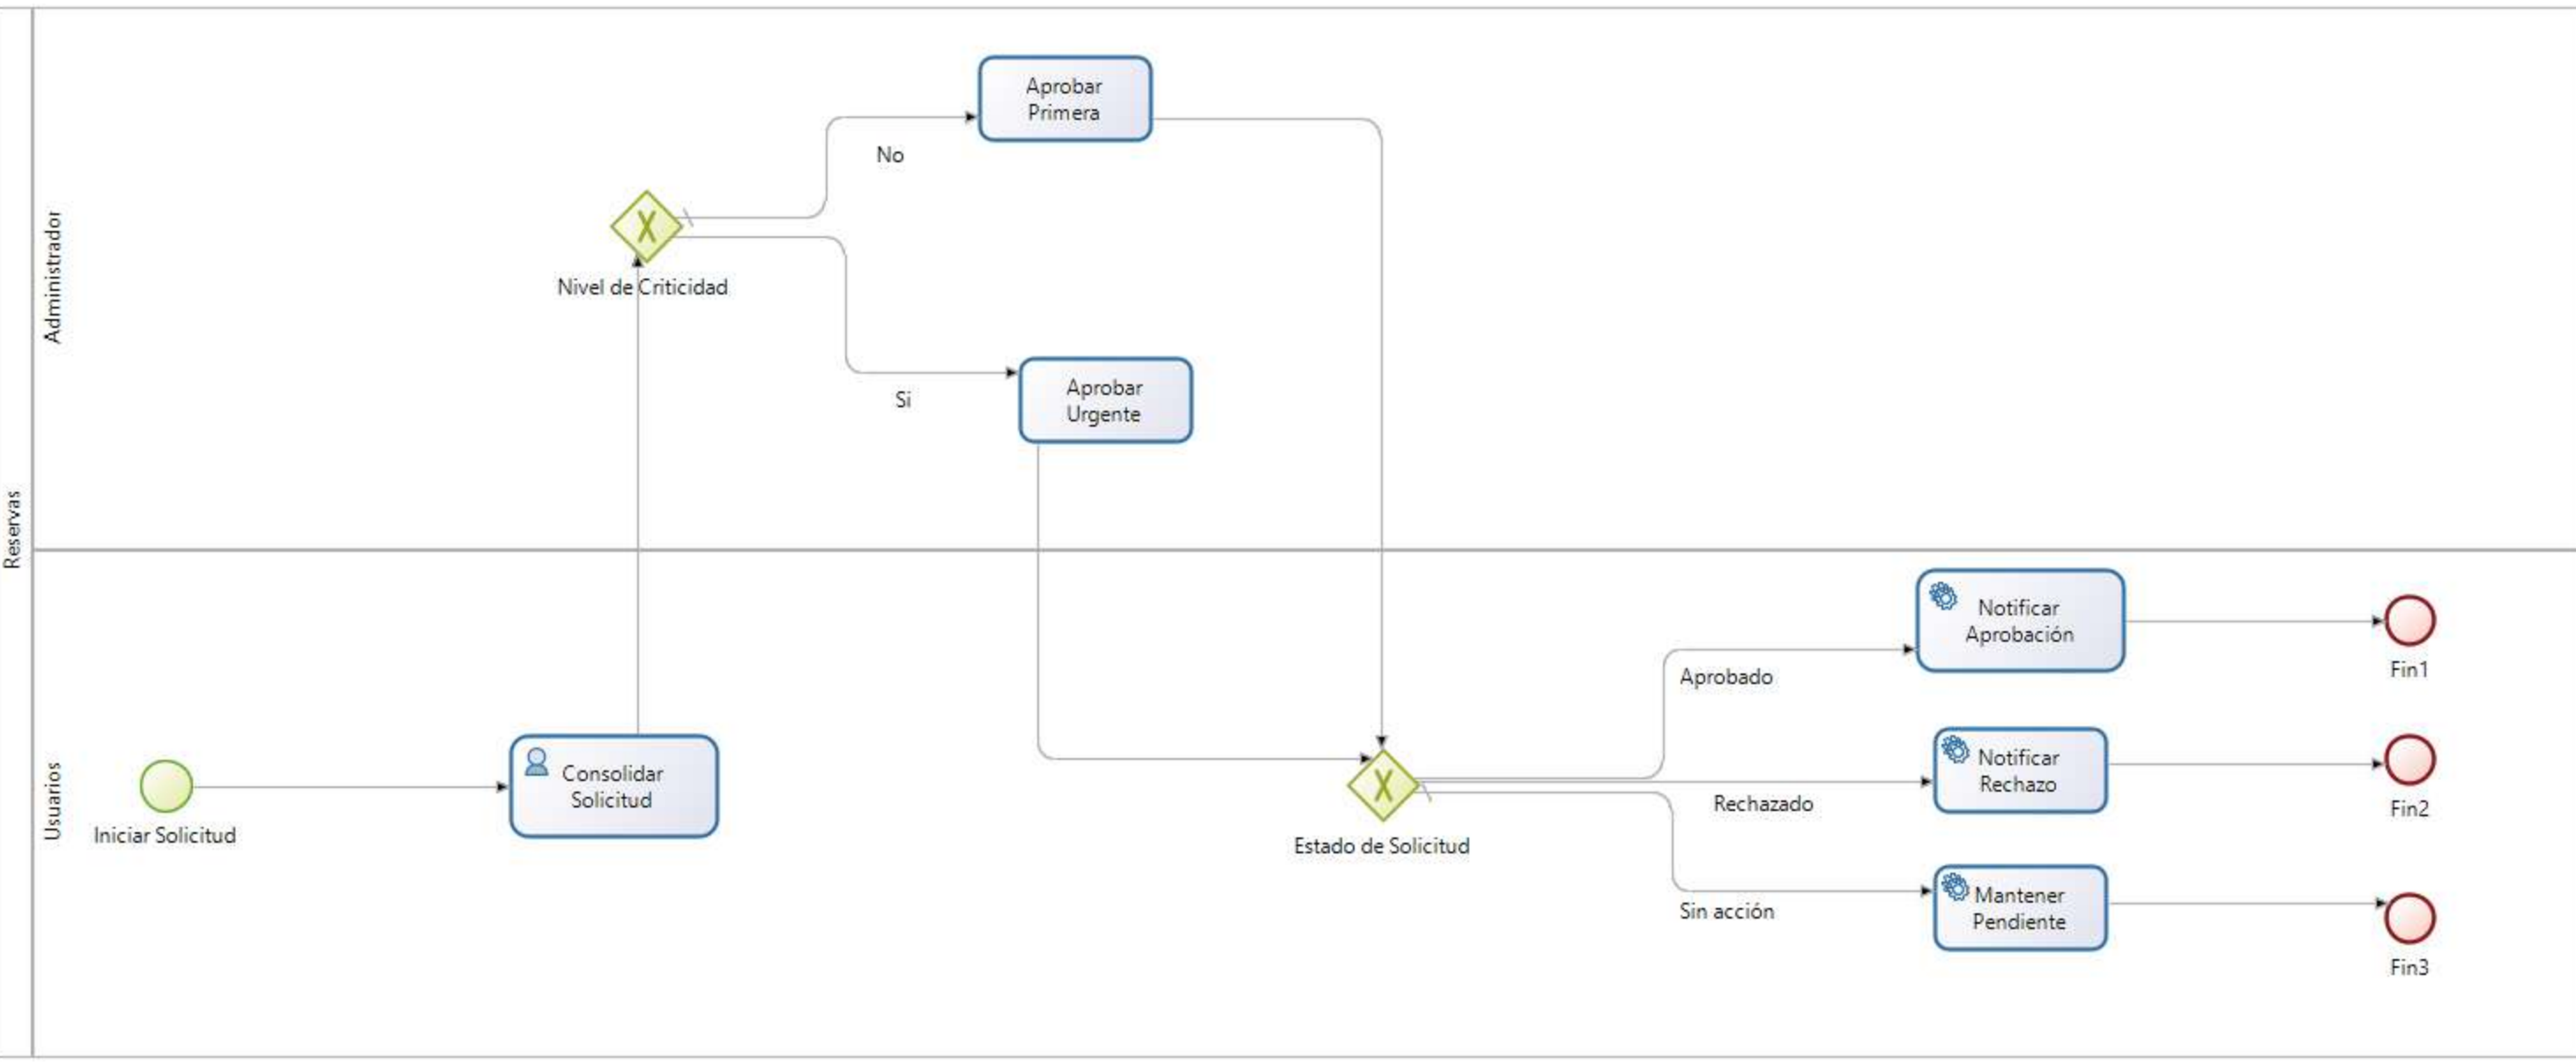 Reservas
Administrador
Aprobar
Primera
No
Nivel de Criticidad
Si
Aprobar
Urgente
Usuarios
Iniciar Solicitud
Consolidar
Solicitud
Estado de Solicitud
Aprobado
Notificar
Aprobación
Fin1
Rechazado
Notificar
Rechazo
Fin2
Sin acción
Mantener
Pendiente
Fin3